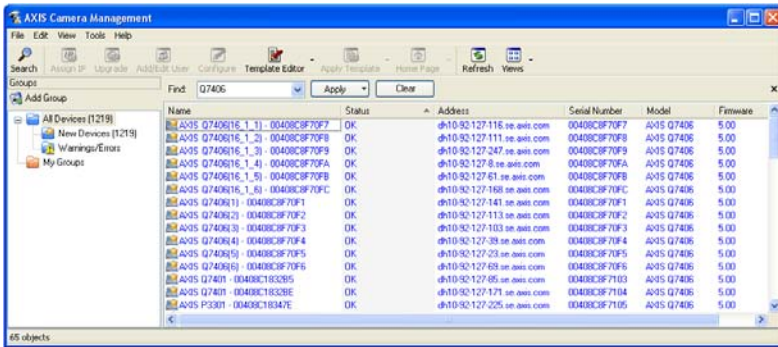 AXIS Camera Management
File Edit View Tools Help
Search Assign IP Upgrade Add/Edit User Configure Template Editor Apply Template Home Page Refresh Views
Groups
Find: Q7406 Apply Clear x
Add Group
Name Status Address Serial Number Model Firmware
All Devices [1219]
New Devices [1219]
Warnings/Errors
My Groups
AXIS Q7406(16_1_1) - 00408C8F70F7 OK dh10-92-127-116.se.axis.com 00408C8F70F7 AXIS Q7406 5.00
AXIS Q7406(16_1_2) - 00408C8F70F8 OK dh10-92-127-111.se.axis.com 00408C8F70F8 AXIS Q7406 5.00
AXIS Q7406(16_1_3) - 00408C8F70F9 OK dh10-92-127-247.se.axis.com 00408C8F70F9 AXIS Q7406 5.00
AXIS Q7406(16_1_4) - 00408C8F70FA OK dh10-92-127-8.se.axis.com 00408C8F70FA AXIS Q7406 5.00
AXIS Q7406(16_1_5) - 00408C8F70FB OK dh10-92-127-61.se.axis.com 00408C8F70FB AXIS Q7406 5.00
AXIS Q7406(16_1_6) - 00408C8F70FC OK dh10-92-127-168.se.axis.com 00408C8F70FC AXIS Q7406 5.00
AXIS Q7406(1) - 00408C8F70F1 OK dh10-92-127-141.se.axis.com 00408C8F70F1 AXIS Q7406 5.00
AXIS Q7406(2) - 00408C8F70F2 OK dh10-92-127-113.se.axis.com 00408C8F70F2 AXIS Q7406 5.00
AXIS Q7406(3) - 00408C8F70F3 OK dh10-92-127-103.se.axis.com 00408C8F70F3 AXIS Q7406 5.00
AXIS Q7406(4) - 00408C8F70F4 OK dh10-92-127-39.se.axis.com 00408C8F70F4 AXIS Q7406 5.00
AXIS Q7406(5) - 00408C8F70F5 OK dh10-92-127-23.se.axis.com 00408C8F70F5 AXIS Q7406 5.00
AXIS Q7406(6) - 00408C8F70F6 OK dh10-92-127-69.se.axis.com 00408C8F70F6 AXIS Q7406 5.00
AXIS Q7401 - 00408C1832B5 OK dh10-92-127-85.se.axis.com 00408C8F7103 AXIS Q7406 5.00
AXIS Q7401 - 00408C1832BE OK dh10-92-127-171.se.axis.com 00408C8F7104 AXIS Q7406 5.00
AXIS P3301 - 00408C18347E OK dh10-92-127-225.se.axis.com 00408C8F7105 AXIS Q7406 5.00
65 objects